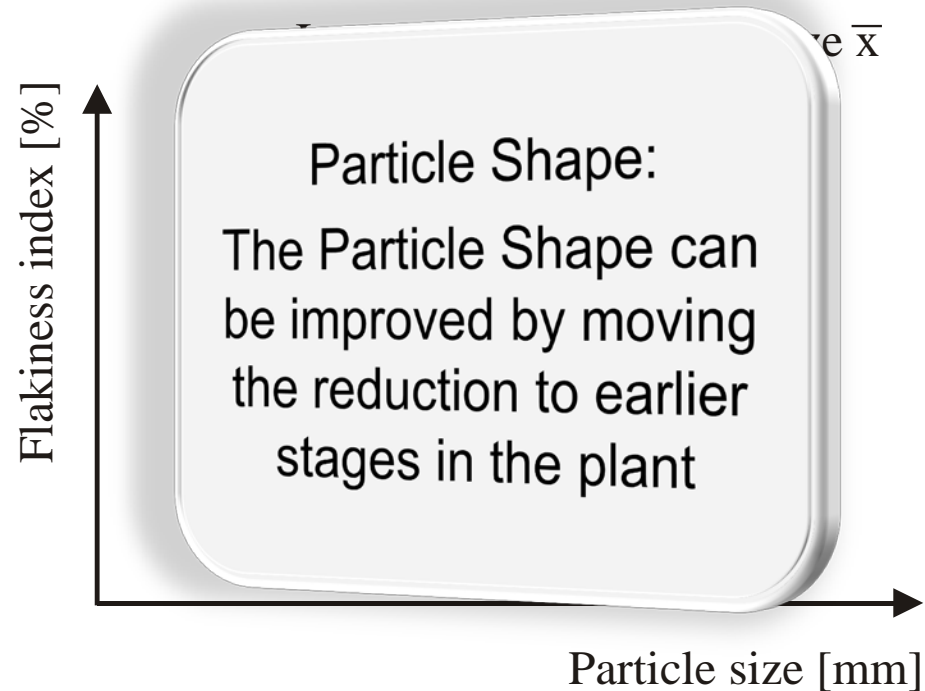 x̅
Flakiness index [%]
Particle Shape:
The Particle Shape can
be improved by moving
the reduction to earlier
stages in the plant
Particle size [mm]